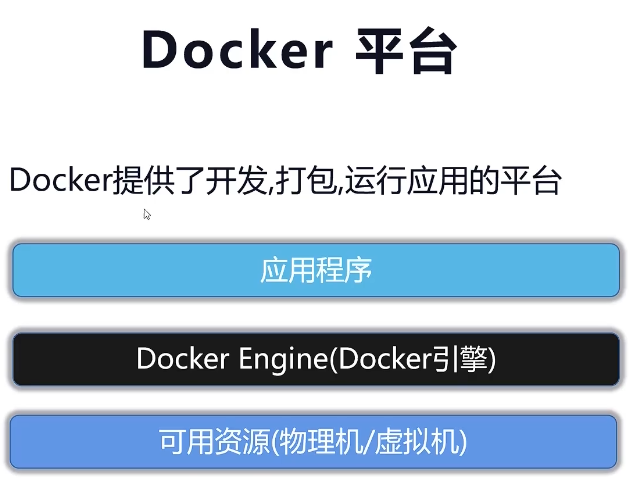 Docker 平台
Docker提供了开发,打包,运行应用的平台
应用程序
Docker Engine(Docker引擎)
可用资源(物理机/虚拟机)